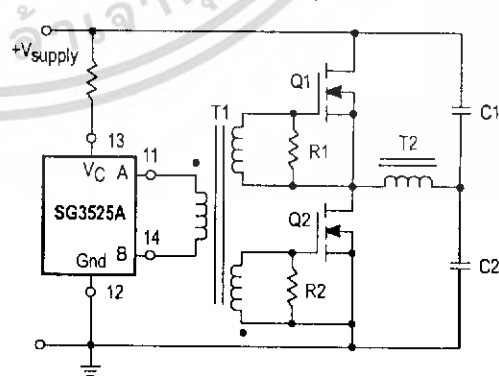 +Vsupply
Q1
T1
C1
13
T2
VC A
11
R1
SG3525A
Q2
14
Gnd B
C2
12
R2